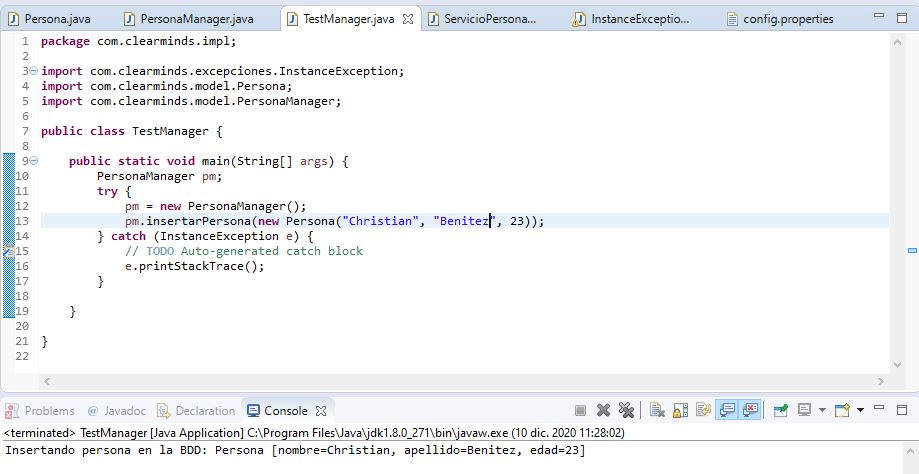 Persona.java PersonaManager.java TestManager.java ServicioPersona... InstanceExceptio... config.properties
1 package com.clearminds.impl;
2
3 import com.clearminds.excepciones.InstanceException;
4 import com.clearminds.model.Persona;
5 import com.clearminds.model.PersonaManager;
6
7 public class TestManager {
8
9 public static void main(String[] args) {
10 PersonaManager pm;
11 try {
12 pm = new PersonaManager();
13 pm.insertarPersona(new Persona("Christian", "Benitez", 23));
14 } catch (InstanceException e) {
15 // TODO Auto-generated catch block
16 e.printStackTrace();
17 }
18
19 }
20
21 }
22
Problems @ Javadoc Declaration Console
<terminated> TestManager [Java Application] C:\Program Files\Java\jdk1.8.0_271\bin\javaw.exe (10 dic. 2020 11:28:02)
Insertando persona en la BDD: Persona [nombre=Christian, apellido=Benitez, edad=23]